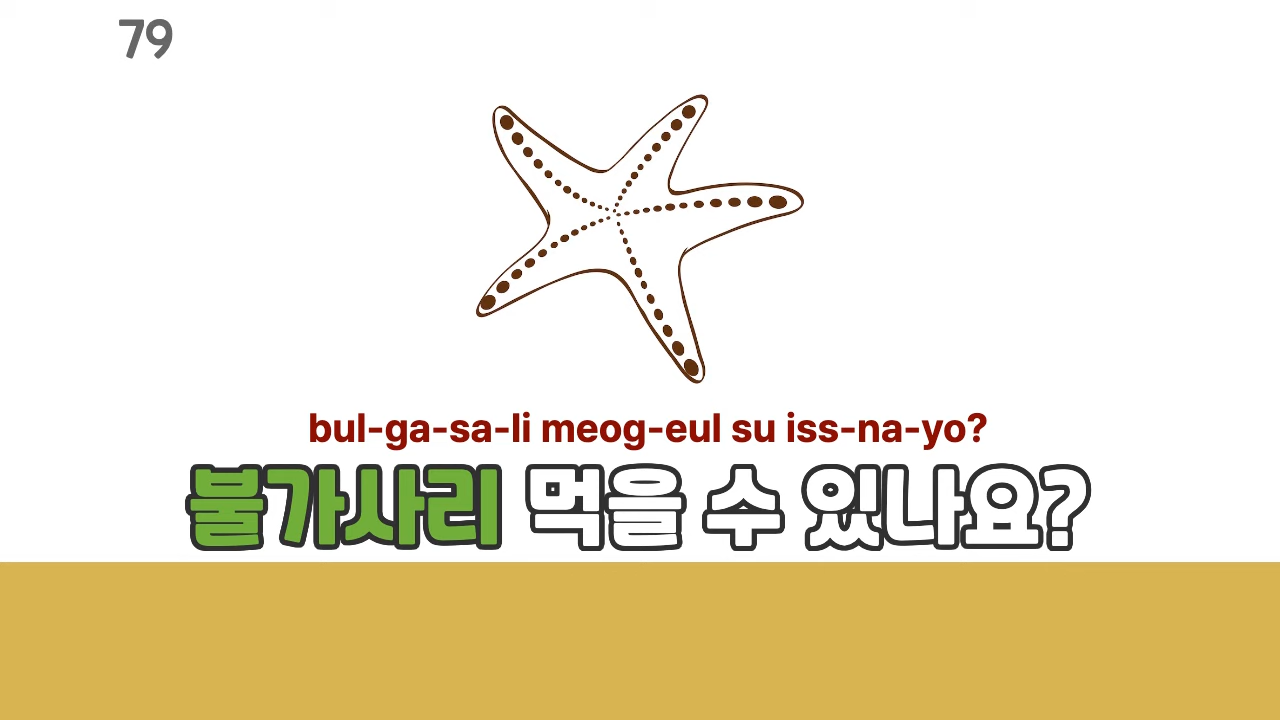 79
bul-ga-sa-li meog-eul su iss-na-yo?
불가사리 먹을 수 있나요?